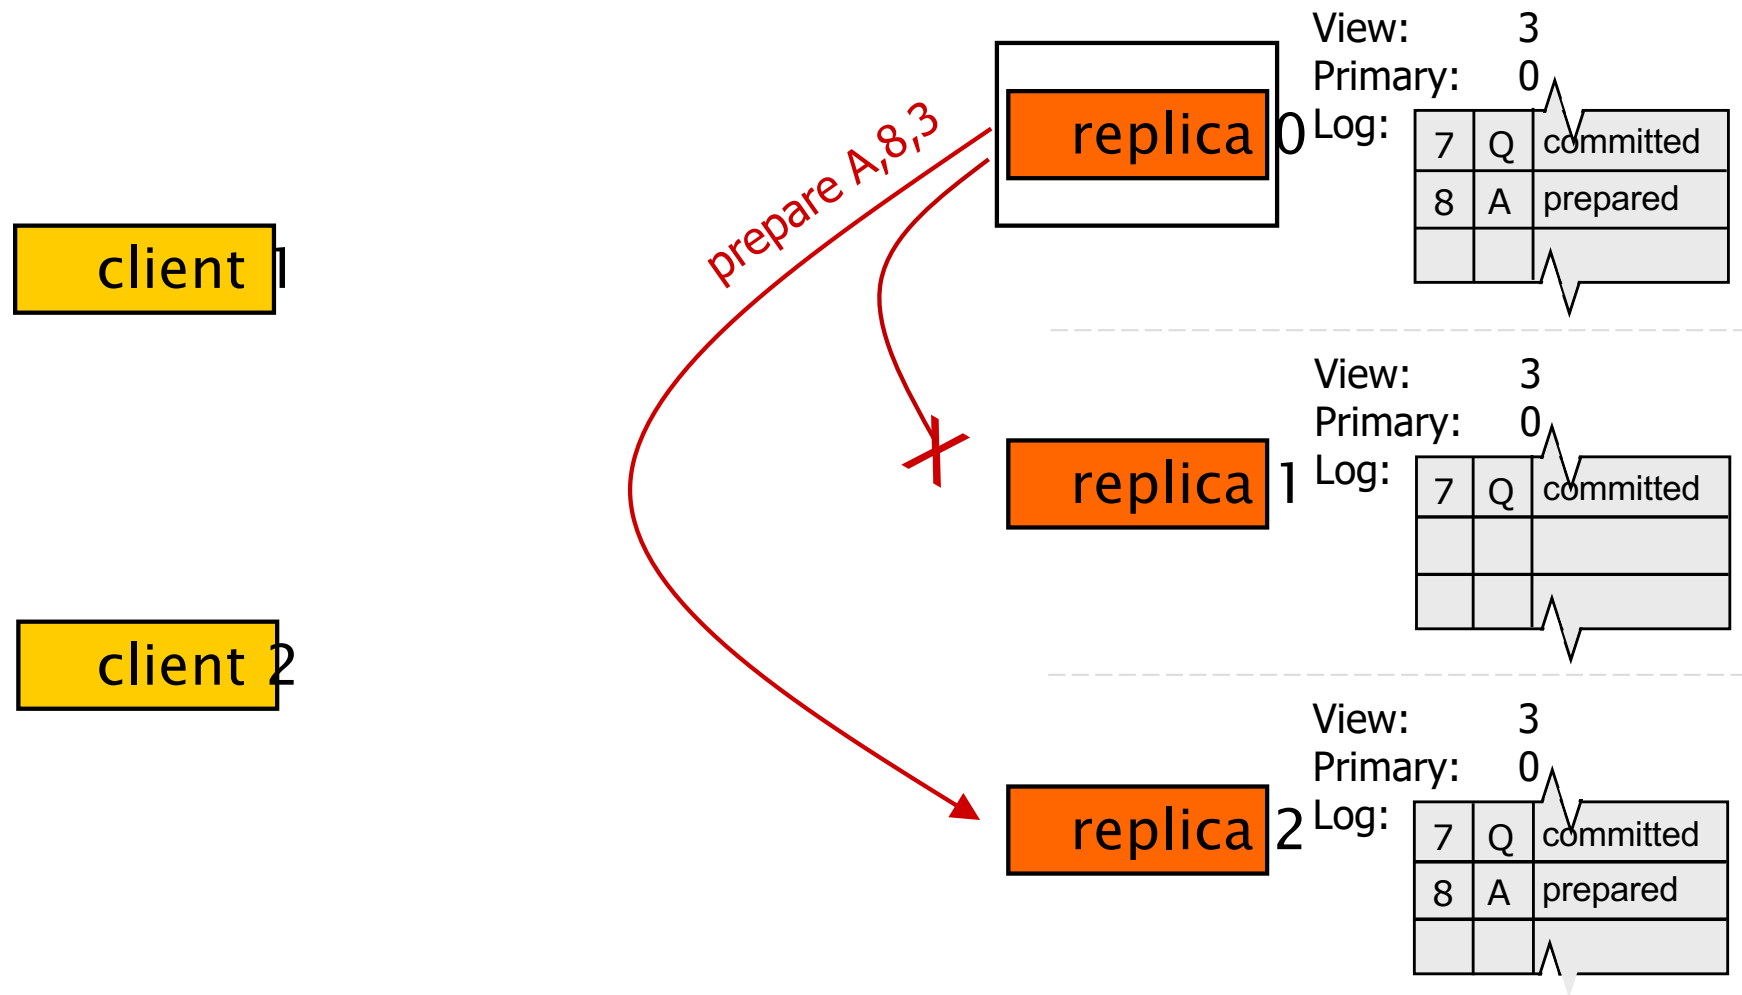 View: 3
Primary: 0
Log:
replica 0
7 Q committed
8 A prepared
prepare A,8,3
client 1
View: 3
Primary: 0
Log:
replica 1
7 Q committed
client 2
View: 3
Primary: 0
Log:
replica 2
7 Q committed
8 A prepared